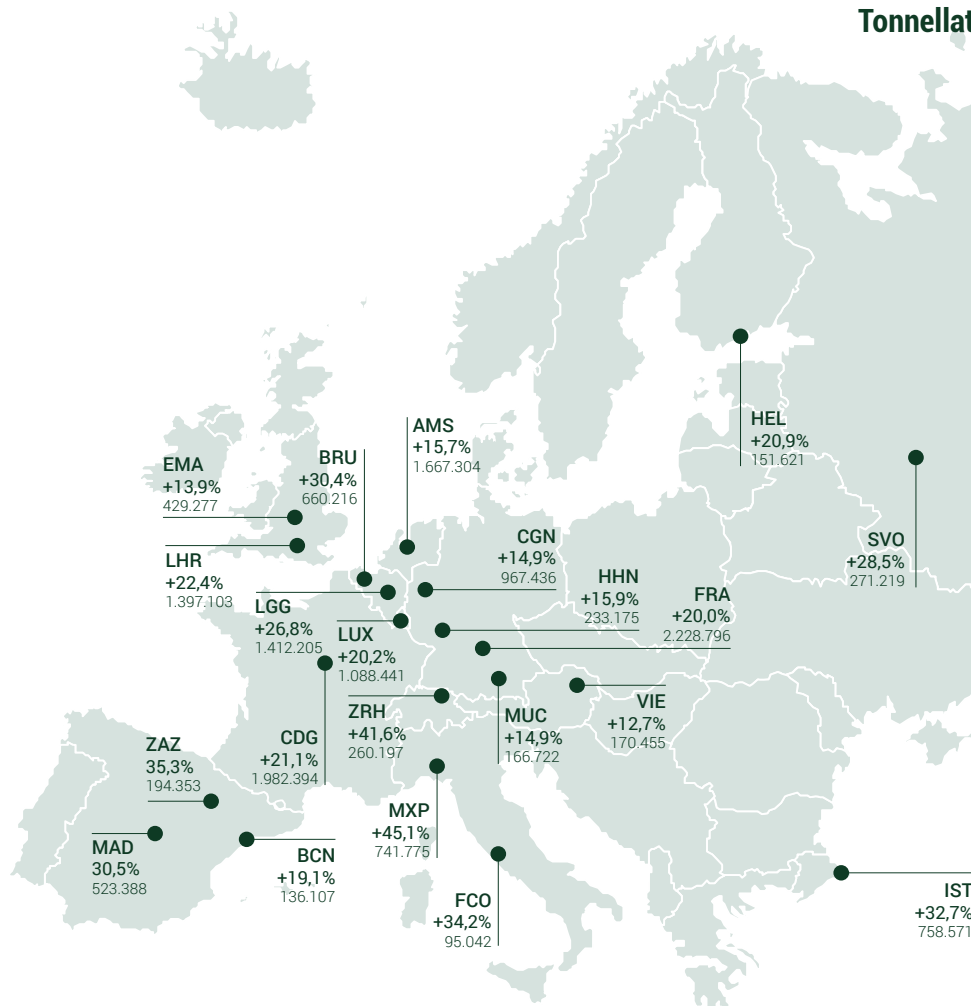 Tonnellat
HEL
+20,9%
151.621
AMS
+15,7%
1.667.304
BRU
+30,4%
660.216
EMA
+13,9%
429.277
CGN
+14,9%
967.436
SVO
+28,5%
271.219
LHR
+22,4%
1.397.103
HHN
+15,9%
233.175
FRA
+20,0%
2.228.796
LGG
+26,8%
1.412.205
LUX
+20,2%
1.088.441
ZRH
+41,6%
260.197
VIE
+12,7%
170.455
MUC
+14,9%
166.722
CDG
+21,1%
1.982.394
ZAZ
35,3%
194.353
MXP
+45,1%
741.775
MAD
30,5%
523.388
BCN
+19,1%
136.107
FCO
+34,2%
95.042
IST
+32,7%
758.571